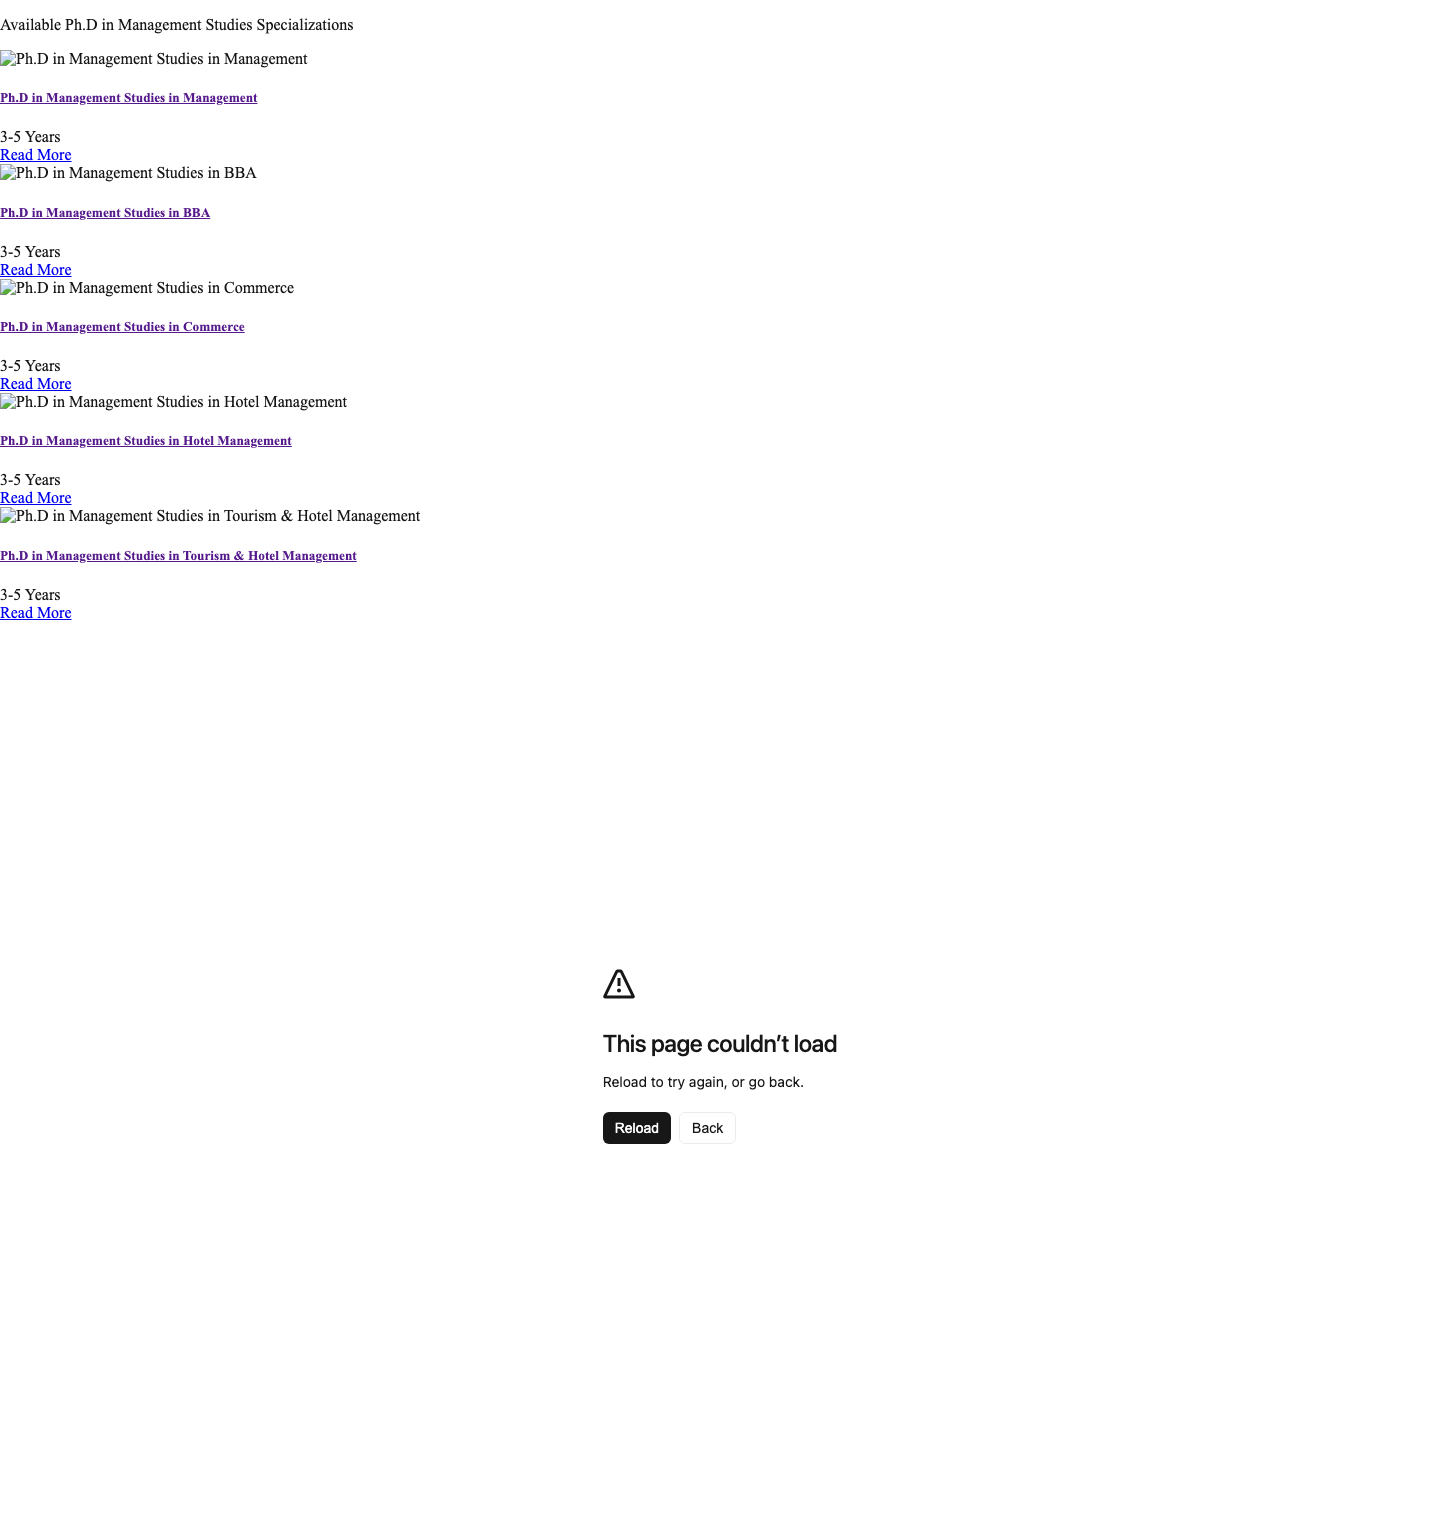 Available Ph.D in Management Studies Specializations
Ph.D in Management Studies in Management
Ph.D in Management Studies in Management
3-5 Years
Read More
Ph.D in Management Studies in BBA
Ph.D in Management Studies in BBA
3-5 Years
Read More
Ph.D in Management Studies in Commerce
Ph.D in Management Studies in Commerce
3-5 Years
Read More
Ph.D in Management Studies in Hotel Management
Ph.D in Management Studies in Hotel Management
3-5 Years
Read More
Ph.D in Management Studies in Tourism & Hotel Management
Ph.D in Management Studies in Tourism & Hotel Management
3-5 Years
Read More
This page couldn’t load
Reload to try again, or go back.
Reload Back